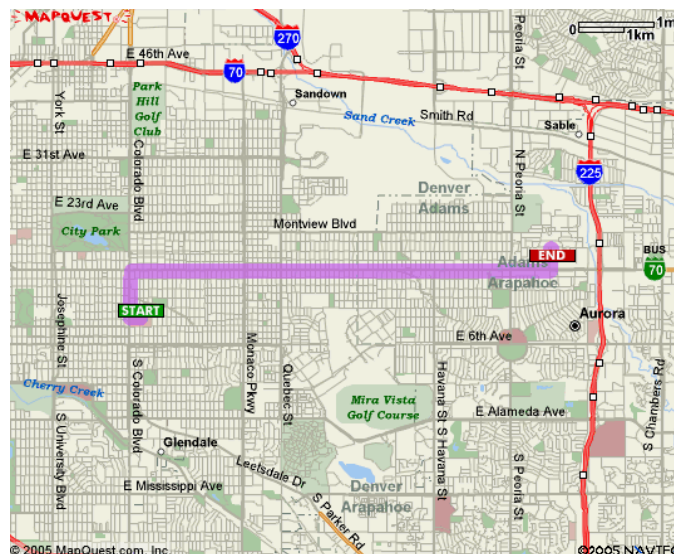 MAPQUEST
E 46th Ave
270
Peoria St
0 1m
1km
70
York St
Park
Hill
Golf
Club
Colorado Blvd
Sandown
Sand Creek
Smith Rd
Sable
E 31st Ave
N Peoria St
225
Denver
Adams
E 23rd Ave
City Park
Montview Blvd
END
BUS
70
Adams
Arapahoe
START
Josephine St
Aurora
Monaco Pkwy
E 6th Ave
Quebec St
S Colorado Blvd
Havana St
S Havana St
S Chambers Rd
Cherry Creek
Mira Vista
Golf Course
E Alameda Ave
S University Blvd
Glendale
Leetsdale Dr
S Peoria St
E Mississippi Ave
Denver
Arapahoe
S Parker Rd
© 2005 MapQuest.com, Inc.
©2005 NAVTEQ